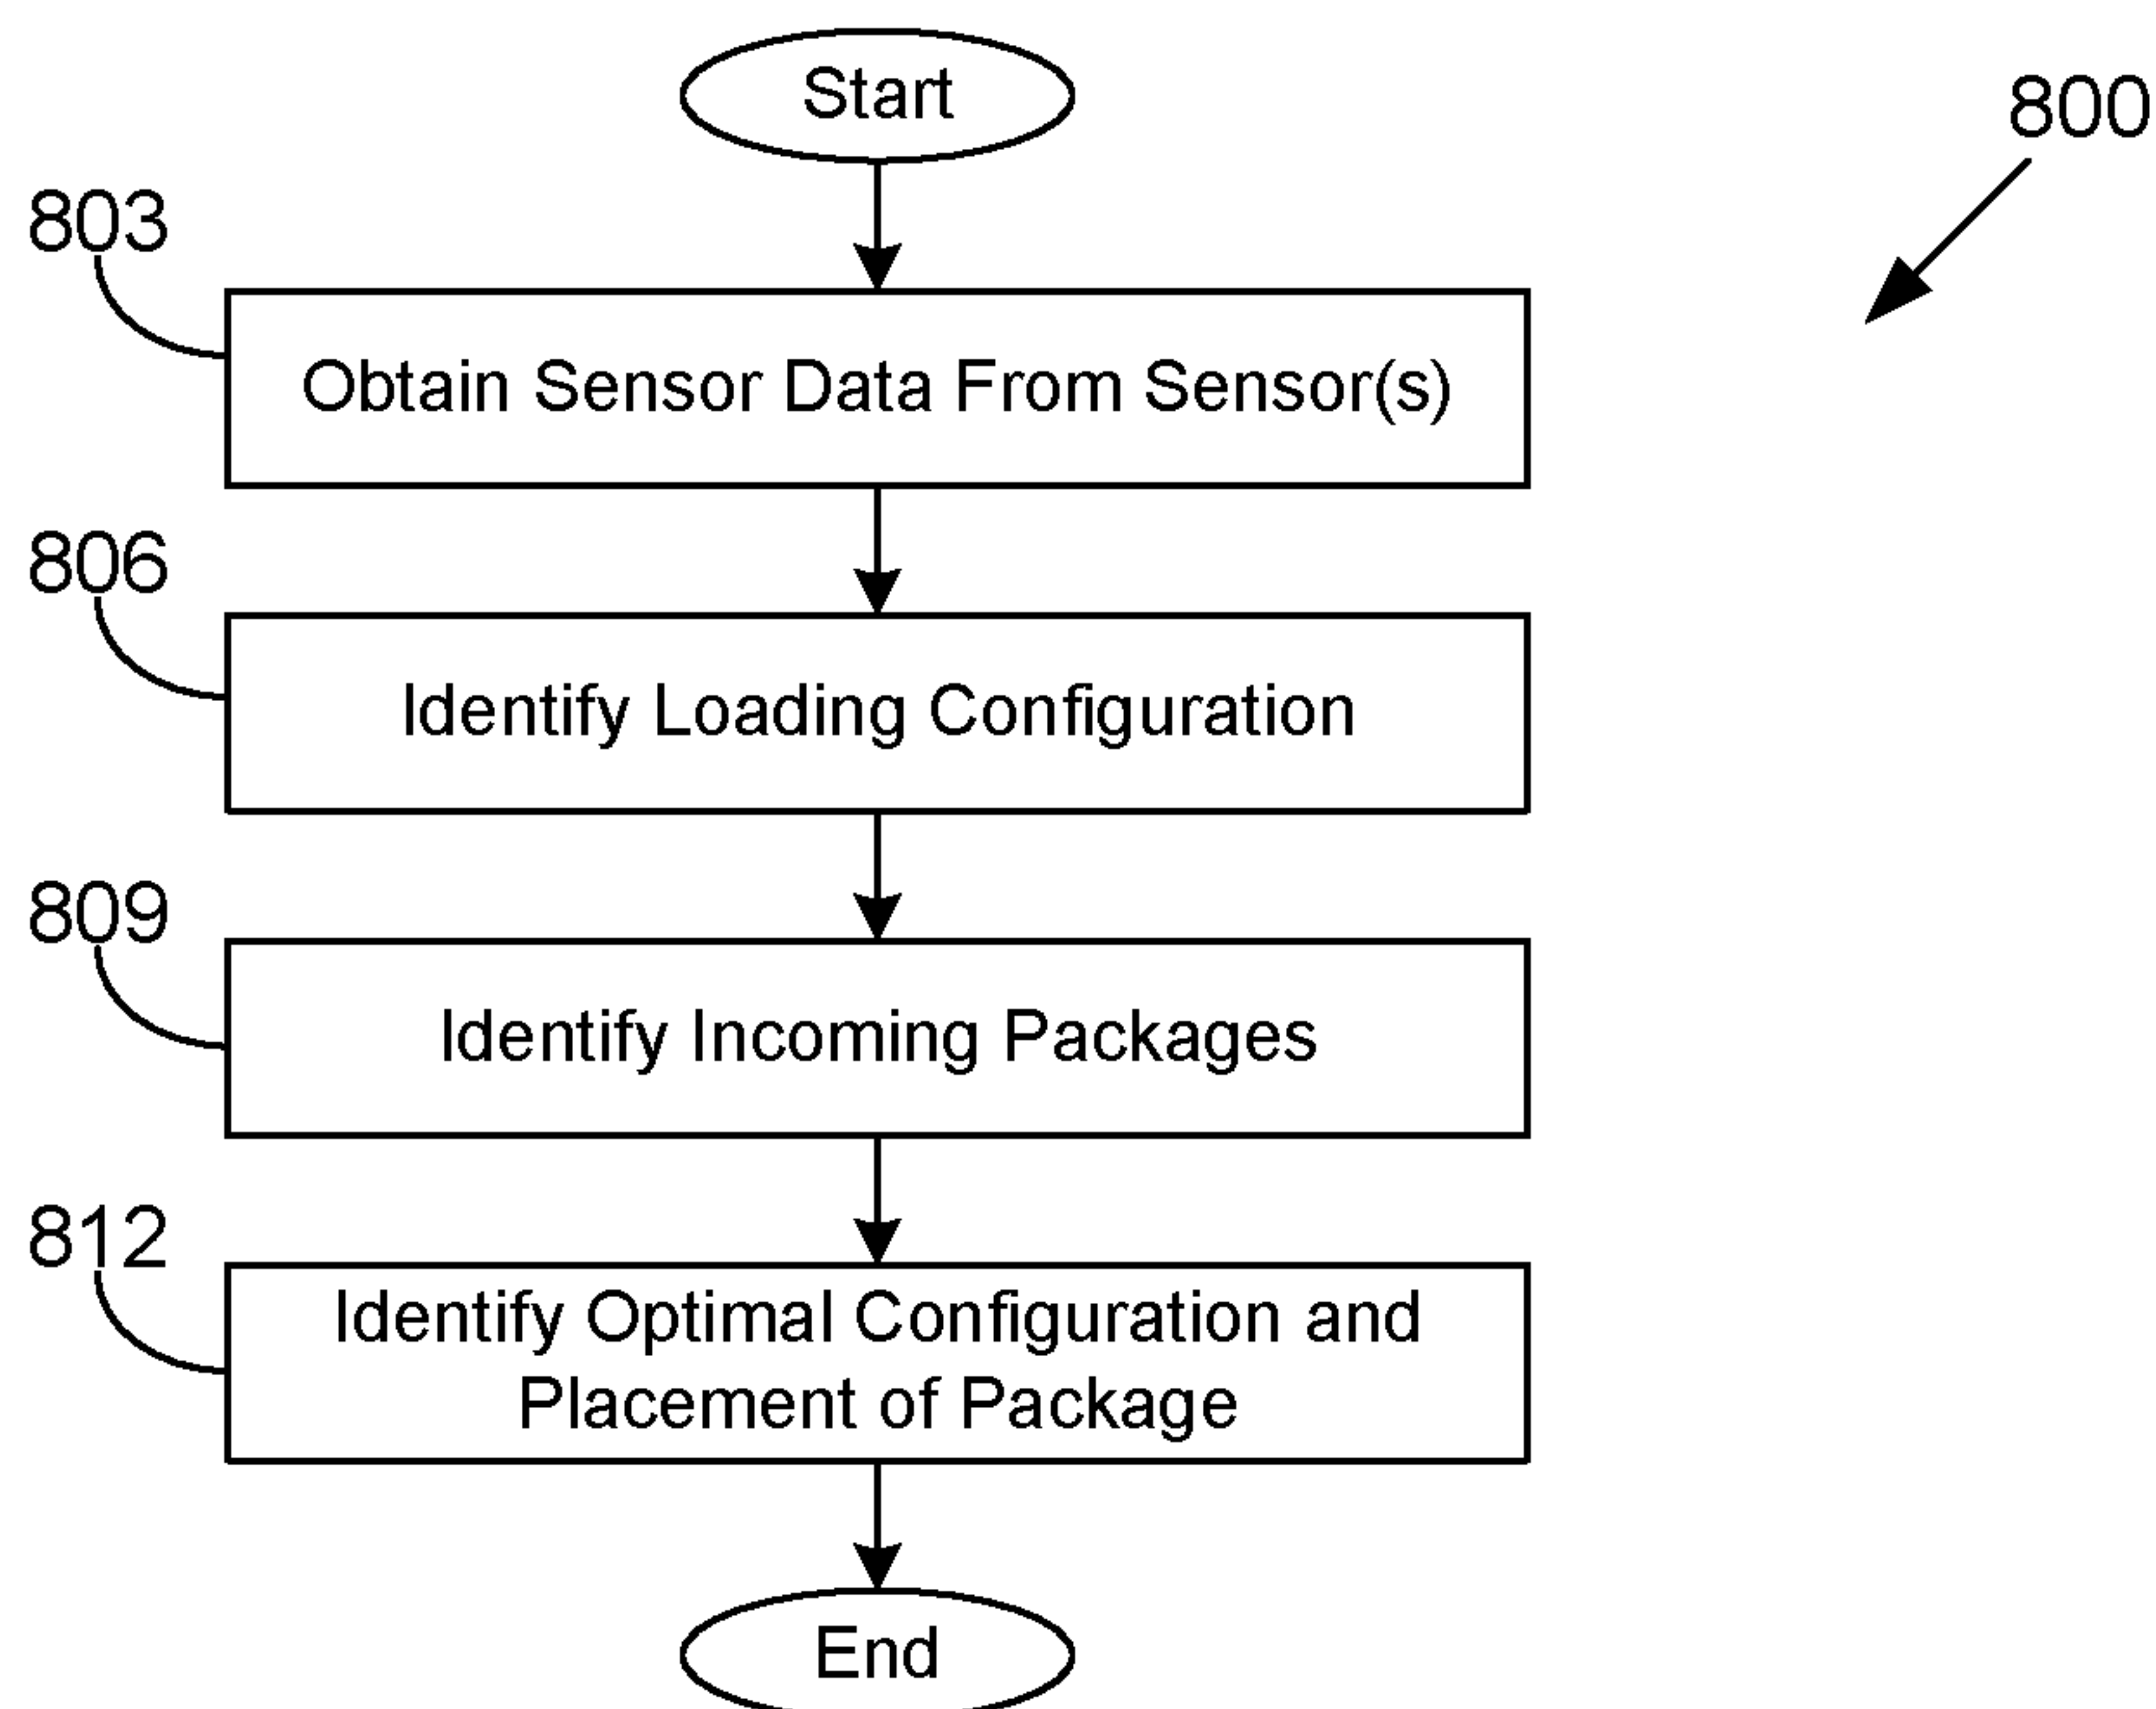 Start
800
803
Obtain Sensor Data From Sensor(s)
806
Identify Loading Configuration
809
Identify Incoming Packages
812
Identify Optimal Configuration and
Placement of Package
End